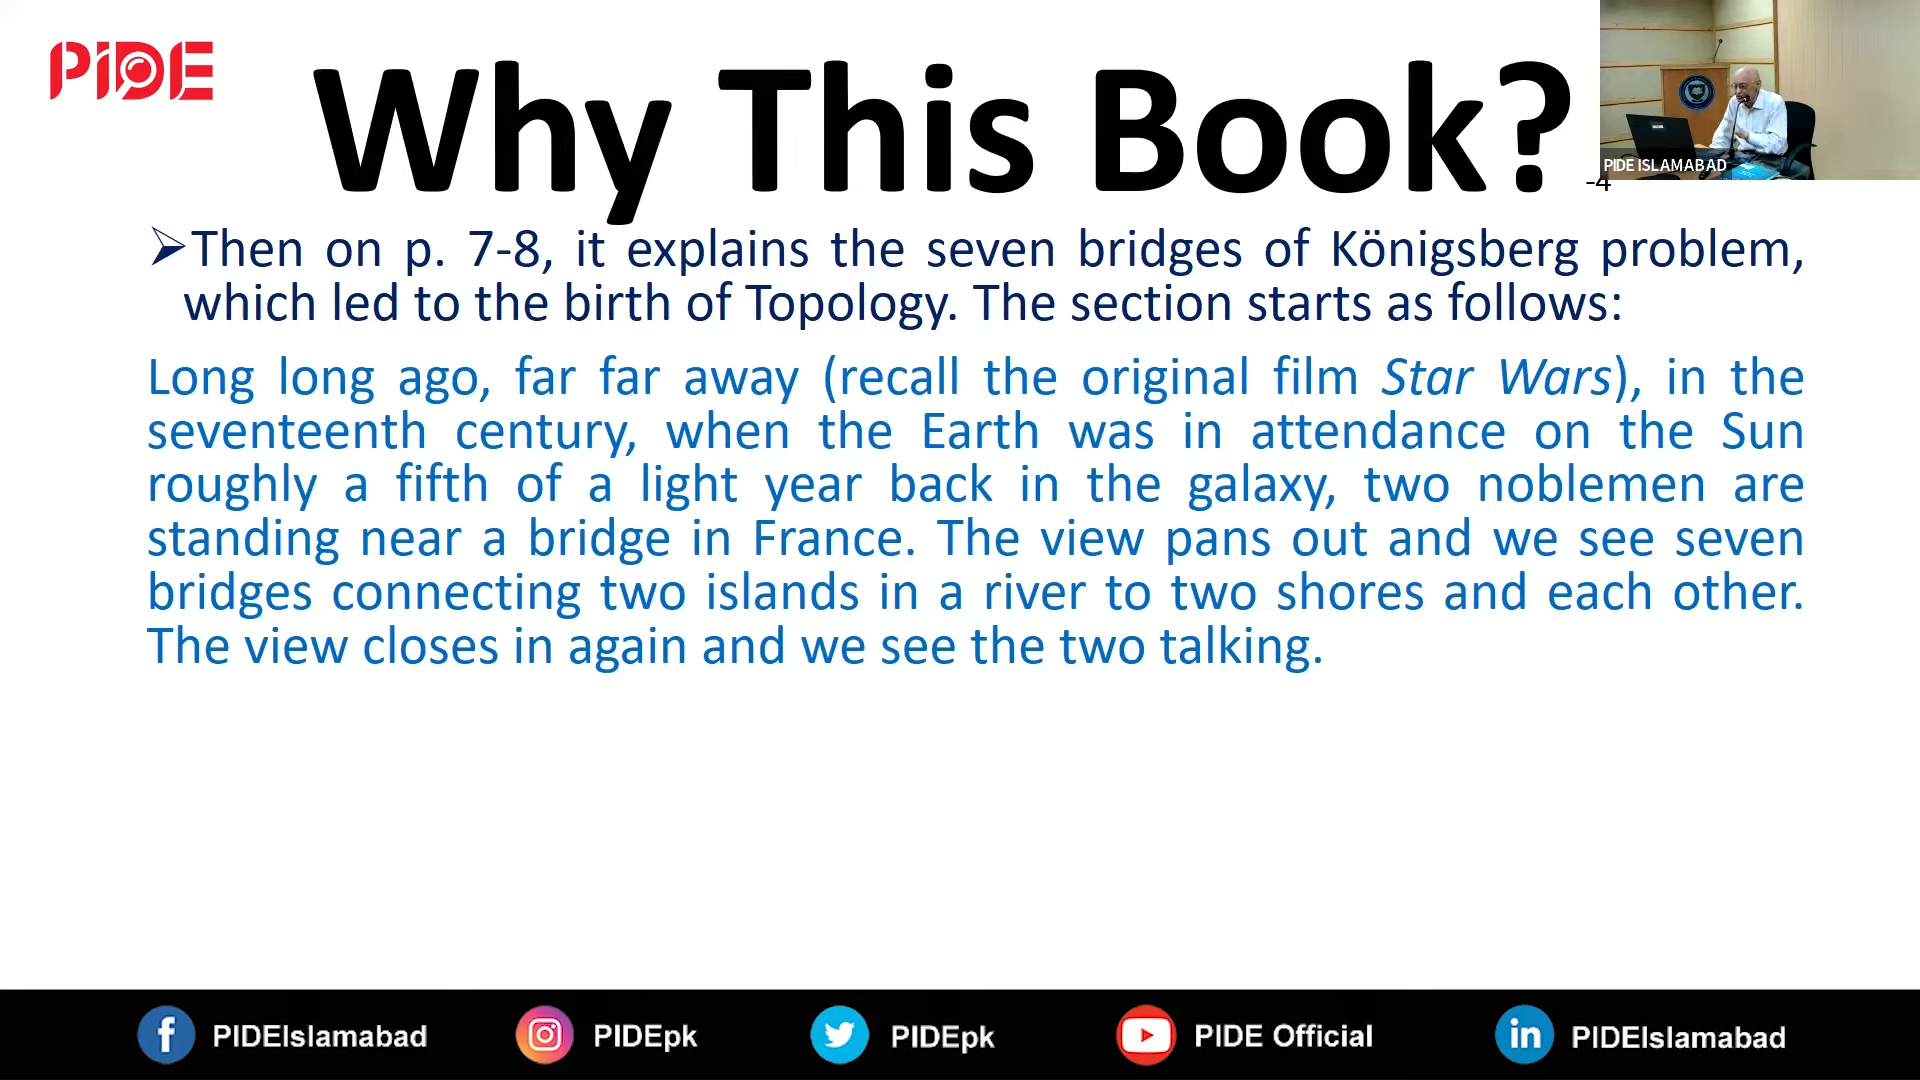 PIDE
Why This Book?
-4
PIDE ISLAMABAD
➢Then on p. 7-8, it explains the seven bridges of Königsberg problem,
which led to the birth of Topology. The section starts as follows:
Long long ago, far far away (recall the original film Star Wars), in the
seventeenth century, when the Earth was in attendance on the Sun
roughly a fifth of a light year back in the galaxy, two noblemen are
standing near a bridge in France. The view pans out and we see seven
bridges connecting two islands in a river to two shores and each other.
The view closes in again and we see the two talking.
PIDEIslamabad
PIDEpk
PIDEpk
PIDE Official
PIDEIslamabad